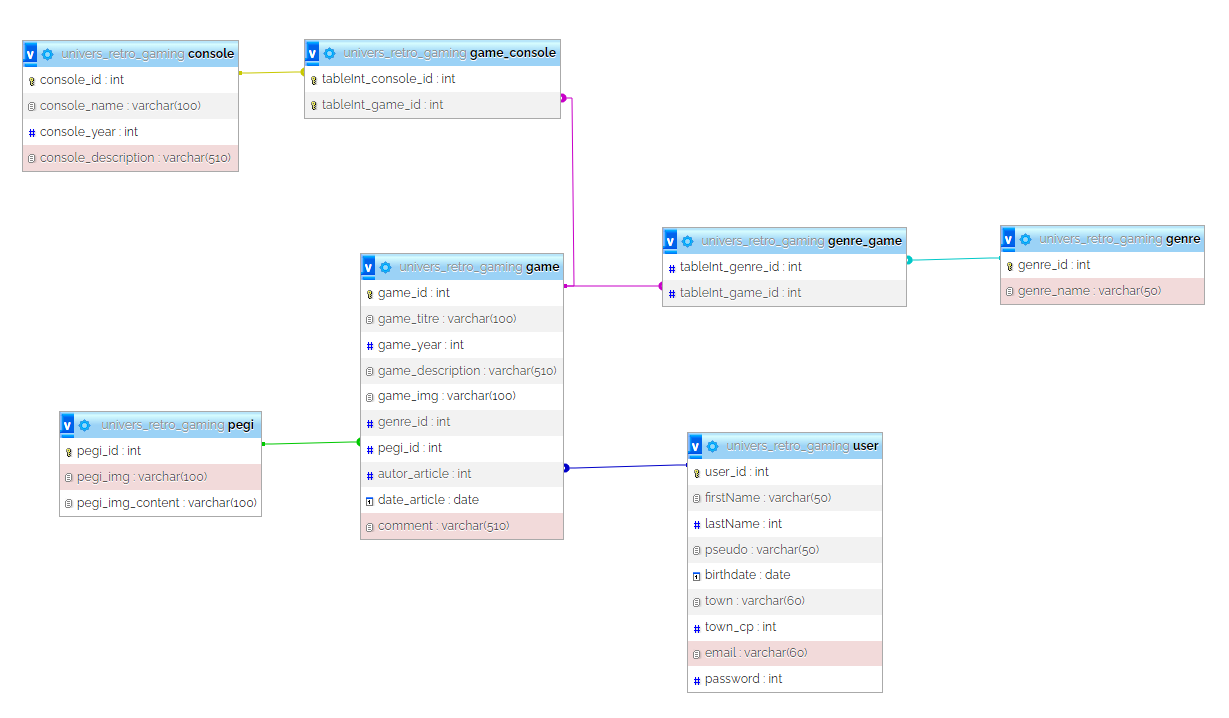 v univers_retro_gaming console
console_id : int
console_name : varchar(100)
# console_year : int
console_description : varchar(510)
v univers_retro_gaming game_console
tableInt_console_id : int
tableInt_game_id : int
v univers_retro_gaming genre_game
# tableInt_genre_id : int
# tableInt_game_id : int
v univers_retro_gaming genre
genre_id : int
genre_name : varchar(50)
v univers_retro_gaming game
game_id : int
game_titre : varchar(100)
# game_year : int
game_description : varchar(510)
game_img : varchar(100)
# genre_id : int
# pegi_id : int
# autor_article : int
date_article : date
comment : varchar(510)
v univers_retro_gaming pegi
pegi_id : int
pegi_img : varchar(100)
pegi_img_content : varchar(100)
v univers_retro_gaming user
user_id : int
firstName : varchar(50)
# lastName : int
pseudo : varchar(50)
birthdate : date
town : varchar(60)
# town_cp : int
email : varchar(60)
# password : int